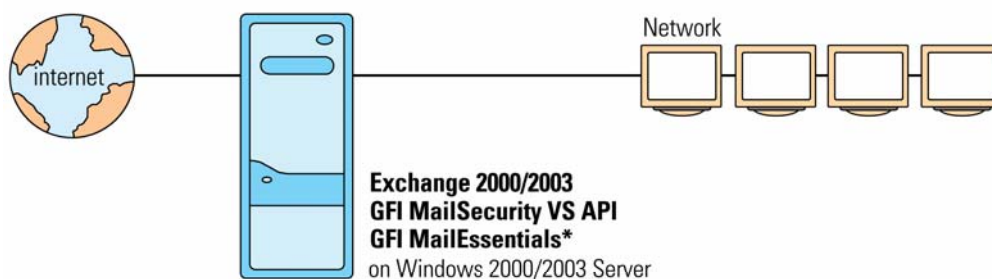 internet
Network
Exchange 2000/2003
GFI MailSecurity VS API
GFI MailEssentials*
on Windows 2000/2003 Server